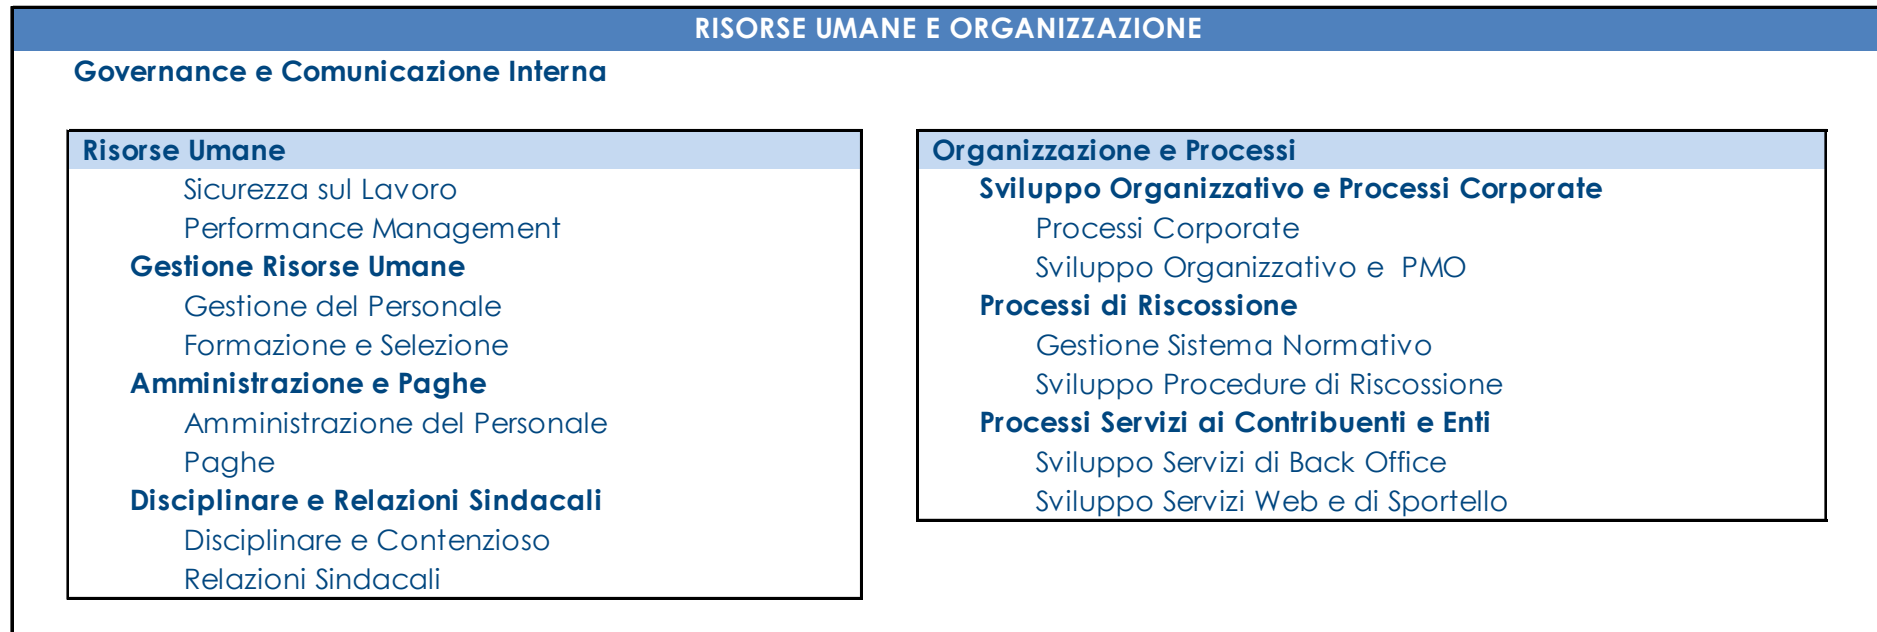 RISORSE UMANE E ORGANIZZAZIONE
Governance e Comunicazione Interna
Risorse Umane
Sicurezza sul Lavoro
Performance Management
Gestione Risorse Umane
Gestione del Personale
Formazione e Selezione
Amministrazione e Paghe
Amministrazione del Personale
Paghe
Disciplinare e Relazioni Sindacali
Disciplinare e Contenzioso
Relazioni Sindacali
Organizzazione e Processi
Sviluppo Organizzativo e Processi Corporate
Processi Corporate
Sviluppo Organizzativo e  PMO
Processi di Riscossione
Gestione Sistema Normativo
Sviluppo Procedure di Riscossione
Processi Servizi ai Contribuenti e Enti
Sviluppo Servizi di Back Office
Sviluppo Servizi Web e di Sportello